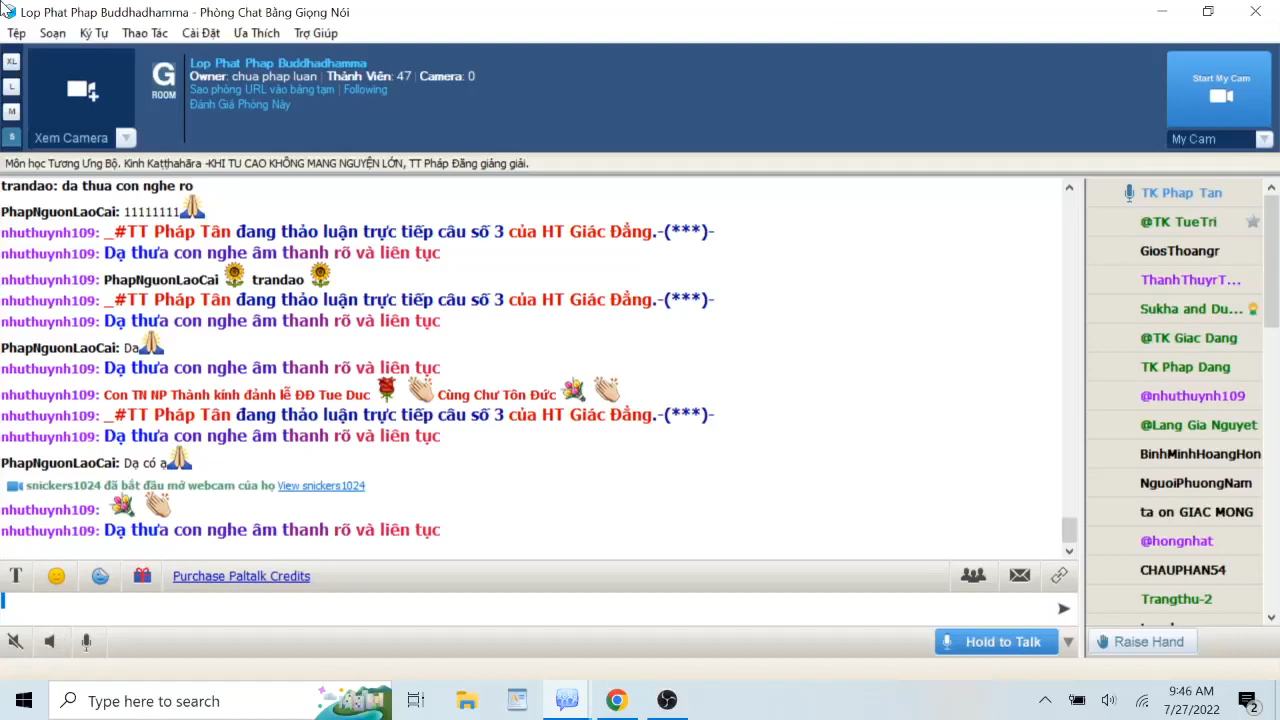 Lop Phat Phap Buddhadhamma - Phòng Chat Bằng Giọng Nói
Tệp Soạn Ký Tự Thao Tác Cài Đặt Ưa Thích Trợ Giúp
XL
L
M
S
Xem Camera
G
ROOM
Lop Phat Phap Buddhadhamma
Owner: chua phap luan | Thành Viên: 47 | Camera: 0
Sao phòng URL vào bảng tạm | Following
Đánh Giá Phòng Này
Start My Cam
My Cam
Môn học Tương Ưng Bộ. Kinh Kaṭṭhahāra -KHI TU CAO KHÔNG MANG NGUYỆN LỚN, TT Pháp Đăng giảng giải.
trandao: da thua con nghe ro
PhapNguonLaoCai: 11111111
nhuthuynh109: _#TT Pháp Tân đang thảo luận trực tiếp câu số 3 của HT Giác Đẳng.-(***)-
nhuthuynh109: Dạ thưa con nghe âm thanh rõ và liên tục
nhuthuynh109: PhapNguonLaoCai trandao
nhuthuynh109: _#TT Pháp Tân đang thảo luận trực tiếp câu số 3 của HT Giác Đẳng.-(***)-
nhuthuynh109: Dạ thưa con nghe âm thanh rõ và liên tục
PhapNguonLaoCai: Dạ
nhuthuynh109: Dạ thưa con nghe âm thanh rõ và liên tục
nhuthuynh109: Con TN NP Thành kính đảnh lễ ĐĐ Tue Duc Cùng Chư Tôn Đức
nhuthuynh109: _#TT Pháp Tân đang thảo luận trực tiếp câu số 3 của HT Giác Đẳng.-(***)-
nhuthuynh109: Dạ thưa con nghe âm thanh rõ và liên tục
PhapNguonLaoCai: Dạ có ạ
snickers1024 đã bắt đầu mở webcam của họ View snickers1024
nhuthuynh109:
nhuthuynh109: Dạ thưa con nghe âm thanh rõ và liên tục
TK Phap Tan
@TK TueTri
GiosThoangr
ThanhThuyrT...
Sukha and Du...
@TK Giac Dang
TK Phap Dang
@nhuthuynh109
@Lang Gia Nguyet
BinhMinhHoangHon
NguoiPhuongNam
ta on GIAC MONG
@hongnhat
CHAUPHAN54
Trangthu-2
T Purchase Paltalk Credits
Hold to Talk
Raise Hand
Type here to search
9:46 AM
7/27/2022
2